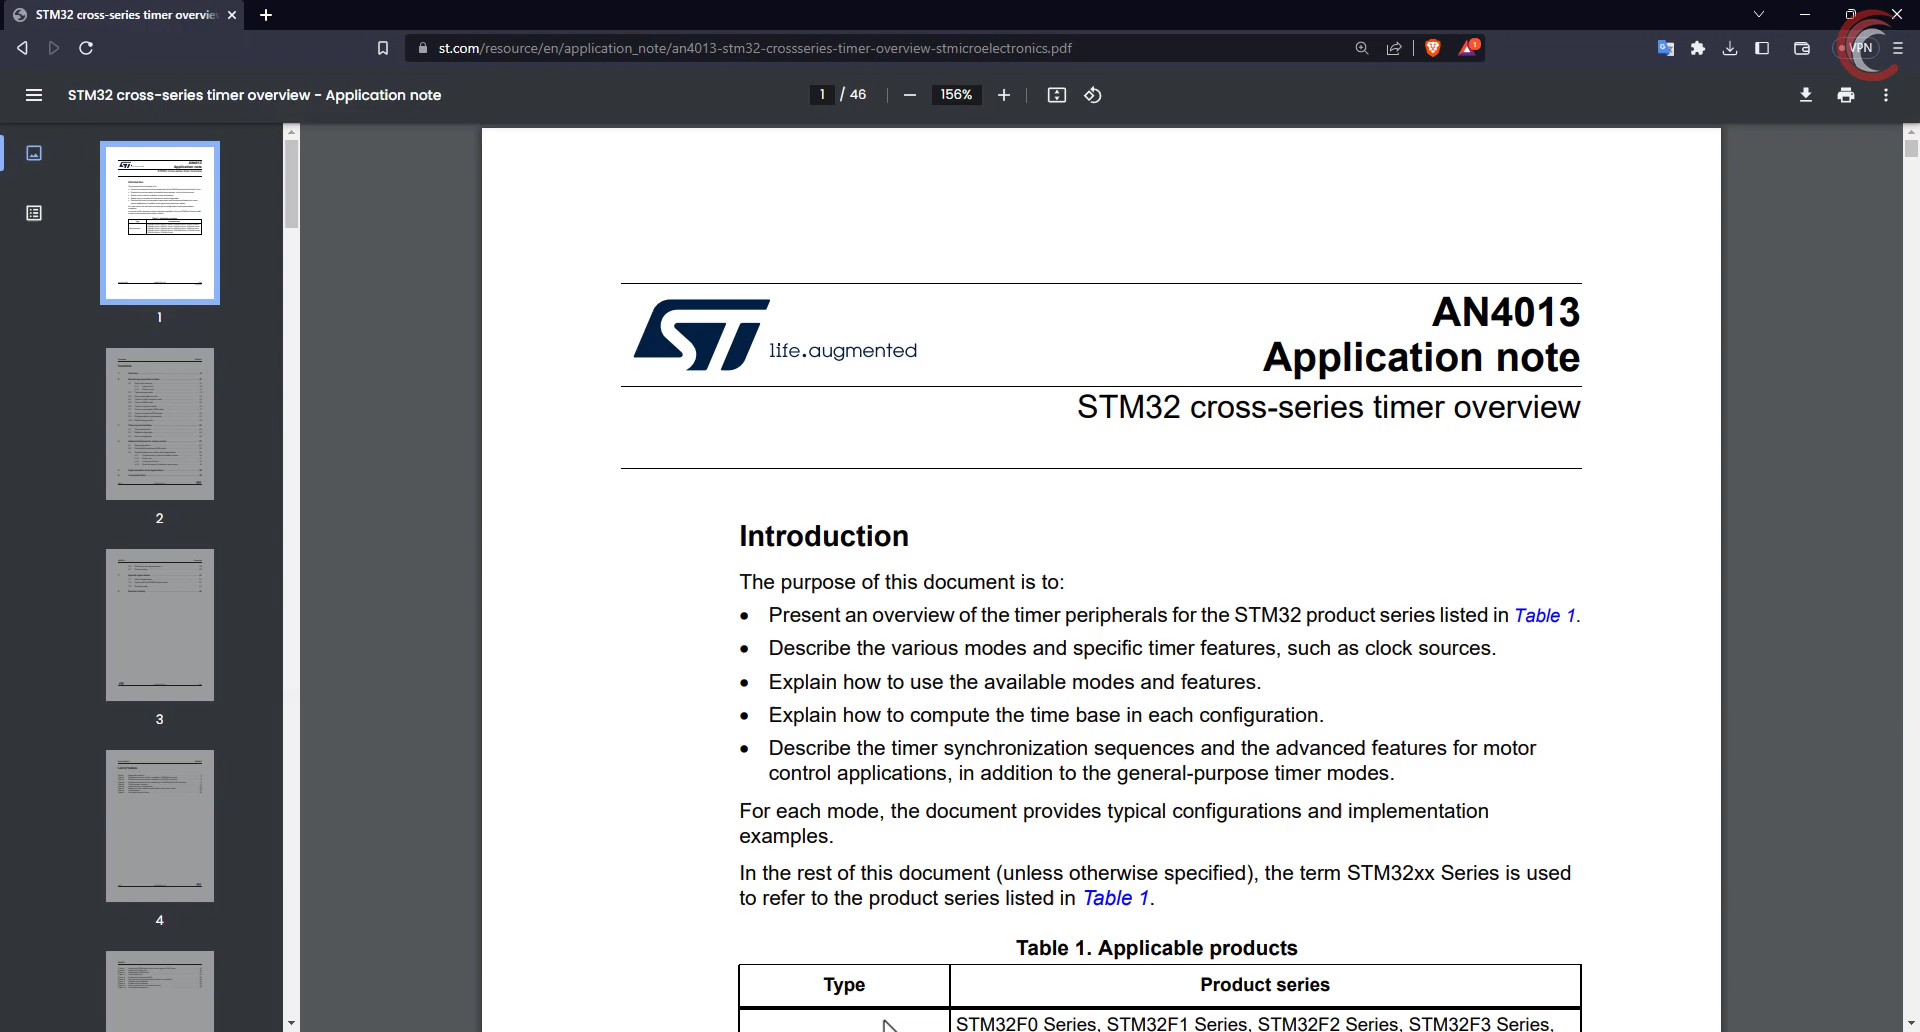 STM32 cross-series timer overvie
st.com/resource/en/application_note/an4013-stm32-crossseries-timer-overview-stmicroelectronics.pdf
1
VPN
STM32 cross-series timer overview - Application note
1 / 46
156%
1
2
3
4
ST
life.augmented
AN4013
Application note
STM32 cross-series timer overview
Introduction
The purpose of this document is to:
• Present an overview of the timer peripherals for the STM32 product series listed in Table 1.
• Describe the various modes and specific timer features, such as clock sources.
• Explain how to use the available modes and features.
• Explain how to compute the time base in each configuration.
• Describe the timer synchronization sequences and the advanced features for motor
control applications, in addition to the general-purpose timer modes.
For each mode, the document provides typical configurations and implementation
examples.
In the rest of this document (unless otherwise specified), the term STM32xx Series is used
to refer to the product series listed in Table 1.
Table 1. Applicable products
Type
Product series
STM32F0 Series, STM32F1 Series, STM32F2 Series, STM32F3 Series,